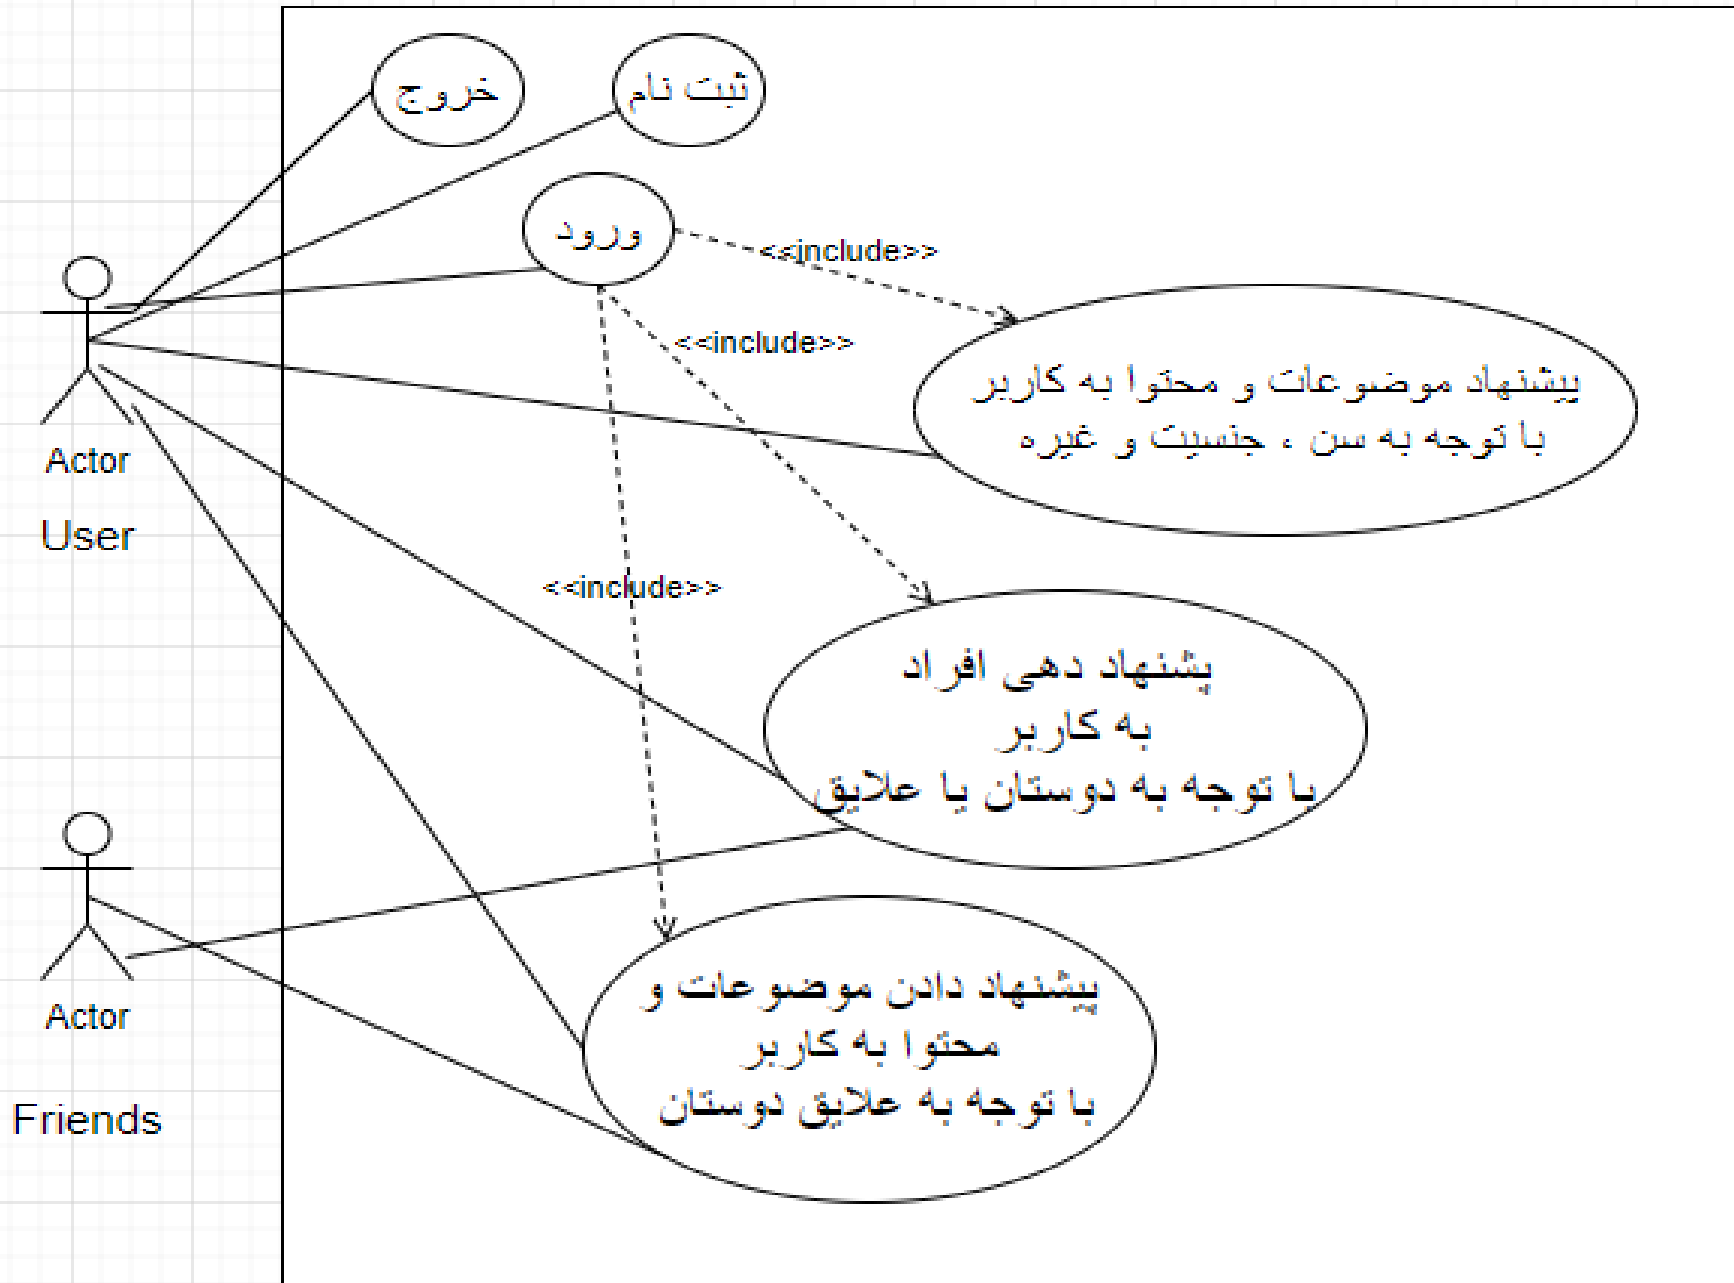 خروج
ثبت نام
ورود
<<include>>
<<include>>
پیشنهاد موضوعات و محتوا به کاربر
با توجه به سن ، جنسیت و غیره
Actor
User
<<include>>
پشنهاد دهی افراد
به کاربر
با توجه به دوستان یا علایق
پیشنهاد دادن موضوعات و
محتوا به کاربر
با توجه به علایق دوستان
Actor
Friends